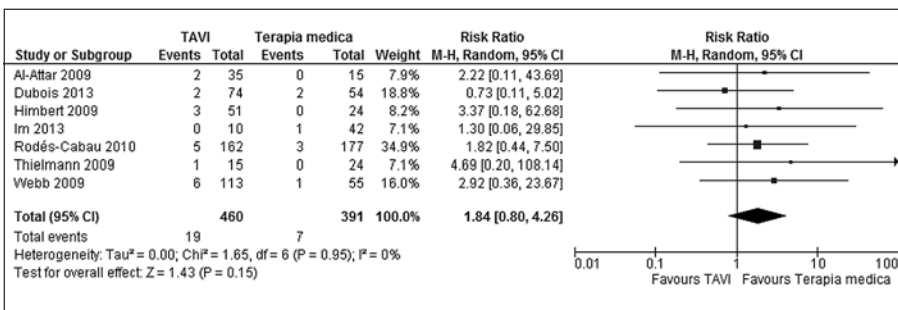 TAVI Terapia medica Risk Ratio Risk Ratio
Study or Subgroup Events Total Events Total Weight M-H, Random, 95% CI M-H, Random, 95% CI
Al-Attar 2009 2 35 0 15 7.9% 2.22 [0.11, 43.69]
Dubois 2013 2 74 2 54 18.8% 0.73 [0.11, 5.02]
Himbert 2009 3 51 0 24 8.2% 3.37 [0.18, 62.68]
Im 2013 0 10 1 42 7.1% 1.30 [0.06, 29.85]
Rodés-Cabau 2010 5 162 3 177 34.9% 1.82 [0.44, 7.50]
Thielmann 2009 1 15 0 24 7.1% 4.69 [0.20, 108.14]
Webb 2009 6 113 1 55 16.0% 2.92 [0.36, 23.67]
Total (95% CI) 460 391 100.0% 1.84 [0.80, 4.26]
Total events 19 7
Heterogeneity: Tau² = 0.00; Chi² = 1.65, df = 6 (P = 0.95); I² = 0%
Test for overall effect: Z = 1.43 (P = 0.15)
0.01 0.1 1 10 100
Favours TAVI Favours Terapia medica